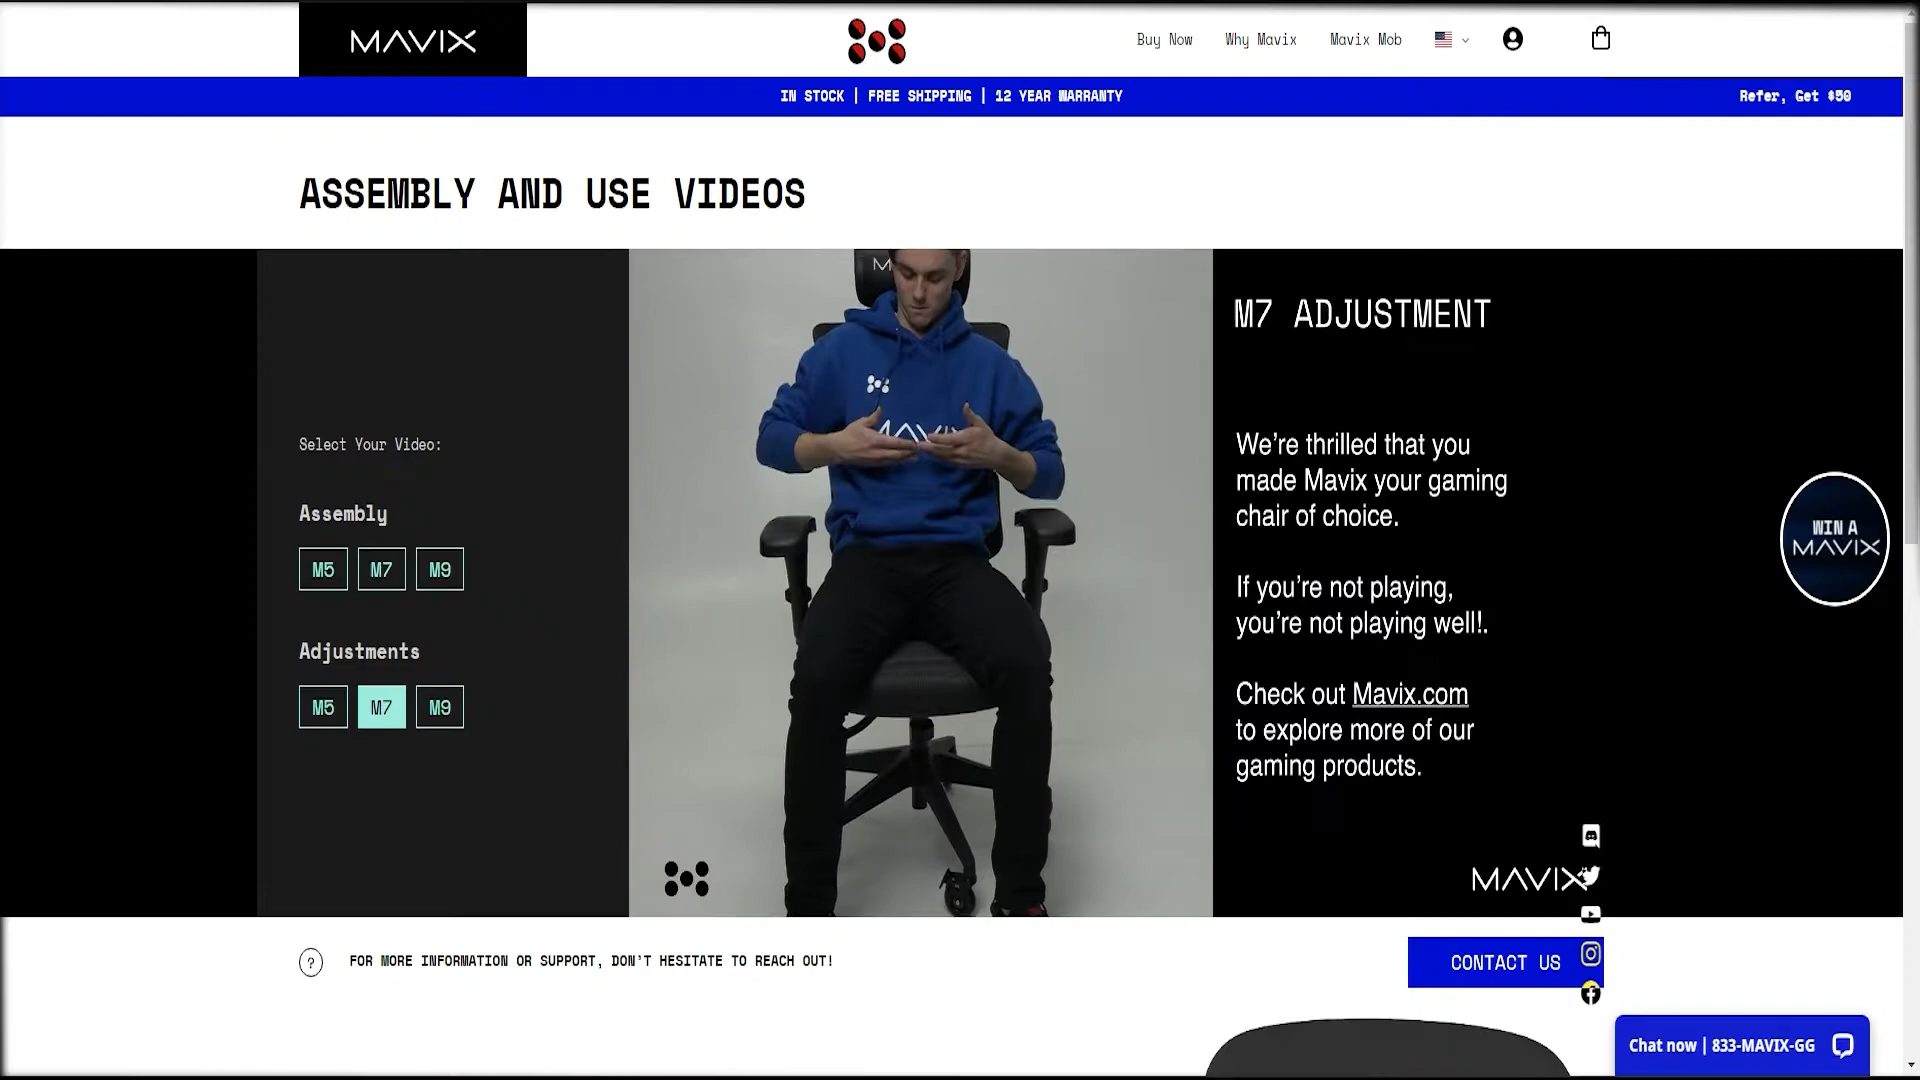 MAVIX
Buy Now
Why Mavix
Mavix Mob
IN STOCK | FREE SHIPPING | 12 YEAR WARRANTY
Refer, Get $50
ASSEMBLY AND USE VIDEOS
Select Your Video:
Assembly
M5
M7
M9
Adjustments
M5
M7
M9
M
MAVIX
M7 ADJUSTMENT
We’re thrilled that you
made Mavix your gaming
chair of choice.
If you’re not playing,
you’re not playing well!.
Check out Mavix.com
to explore more of our
gaming products.
MAVIX
WIN A
MAVIX
? FOR MORE INFORMATION OR SUPPORT, DON’T HESITATE TO REACH OUT!
CONTACT US
Chat now | 833-MAVIX-GG